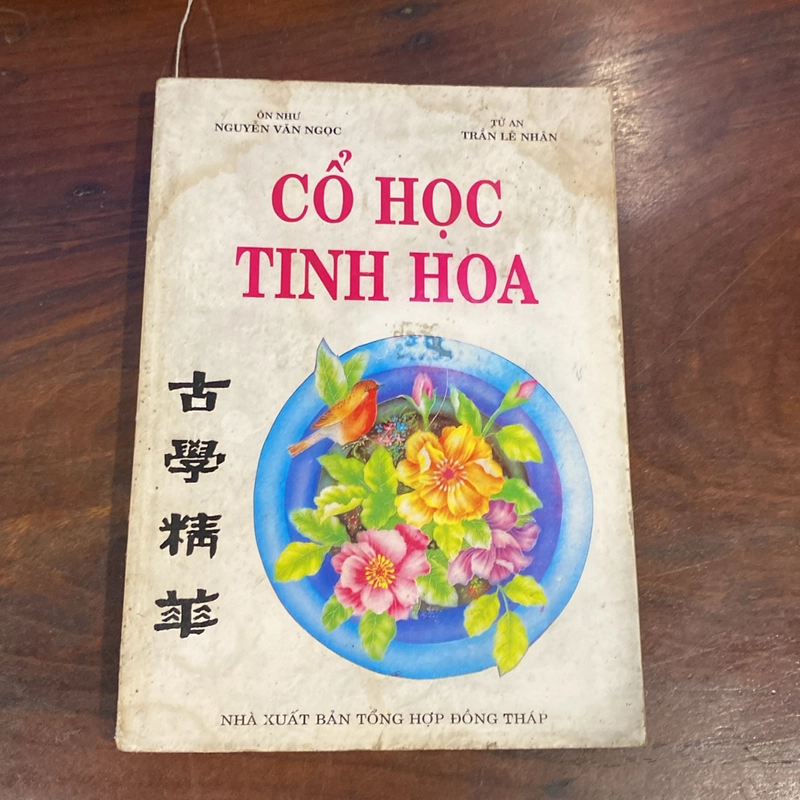 ÔN NHƯ
NGUYỄN VĂN NGỌC
TỬ AN
TRẦN LÊ NHÂN
CỔ HỌC
TINH HOA
古
學
精
華
NHÀ XUẤT BẢN TỔNG HỢP ĐỒNG THÁP